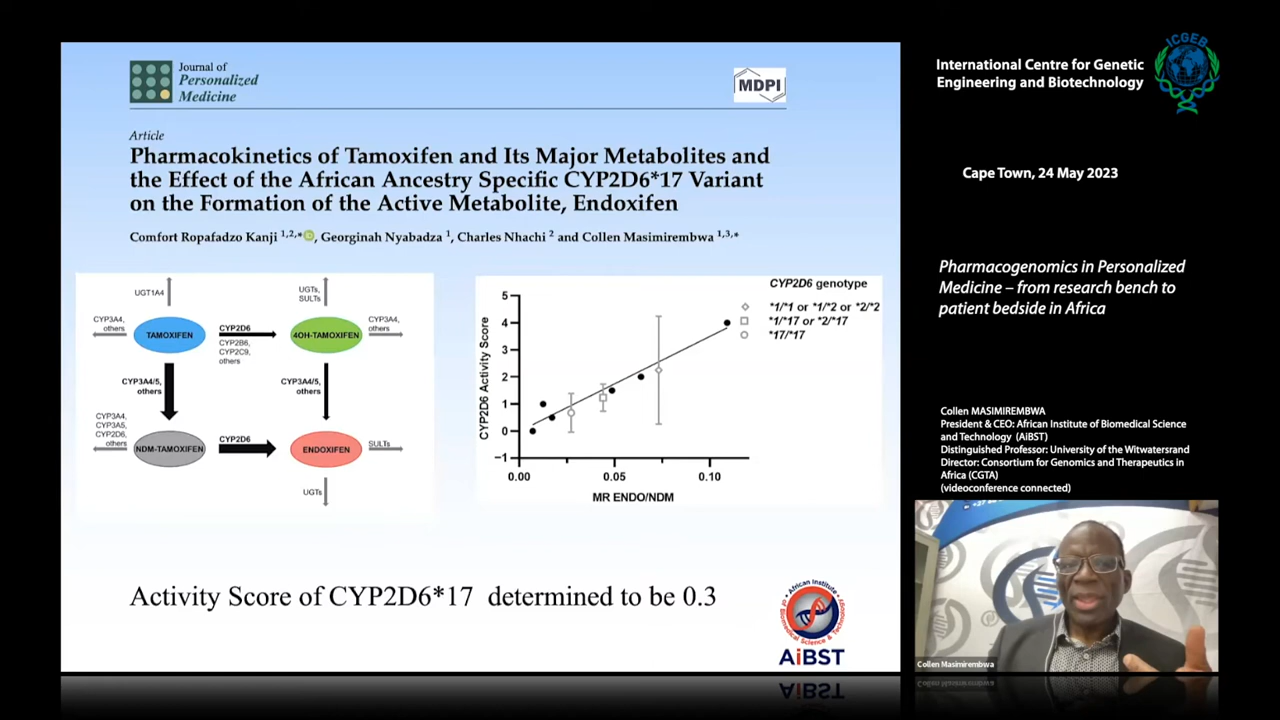 Journal of
Personalized
Medicine
MDPI
Article
Pharmacokinetics of Tamoxifen and Its Major Metabolites and
the Effect of the African Ancestry Specific CYP2D6*17 Variant
on the Formation of the Active Metabolite, Endoxifen
Comfort Ropafadzo Kanji 1,2,*, Georginah Nyabadza 1, Charles Nhachi 2 and Collen Masimirembwa 1,3,*
UGT1A4
UGTs,
SULTs
CYP3A4,
others
TAMOXIFEN
CYP2D6
CYP2B6,
CYP2C9,
others
4OH-TAMOXIFEN
CYP3A4,
others
CYP3A4/5,
others
CYP3A4/5,
others
CYP3A4,
CYP3A5,
CYP2D6,
others
NDM-TAMOXIFEN
CYP2D6
ENDOXIFEN
SULTs
UGTs
CYP2D6 genotype
*1/*1 or *1/*2 or *2/*2
*1/*17 or *2/*17
*17/*17
CYP2D6 Activity Score
5
4
3
2
1
0
−1
0.00 0.05 0.10
MR ENDO/NDM
Activity Score of CYP2D6*17 determined to be 0.3
African Institute
of Biomedical Science & Technology
AiBST
ICGEB
International Centre for Genetic
Engineering and Biotechnology
Cape Town, 24 May 2023
Pharmacogenomics in Personalized
Medicine – from research bench to
patient bedside in Africa
Collen MASIMIREMBWA
President & CEO: African Institute of Biomedical Science
and Technology (AiBST)
Distinguished Professor: University of the Witwatersrand
Director: Consortium for Genomics and Therapeutics in
Africa (CGTA)
(videoconference connected)
Collen Masimirembwa